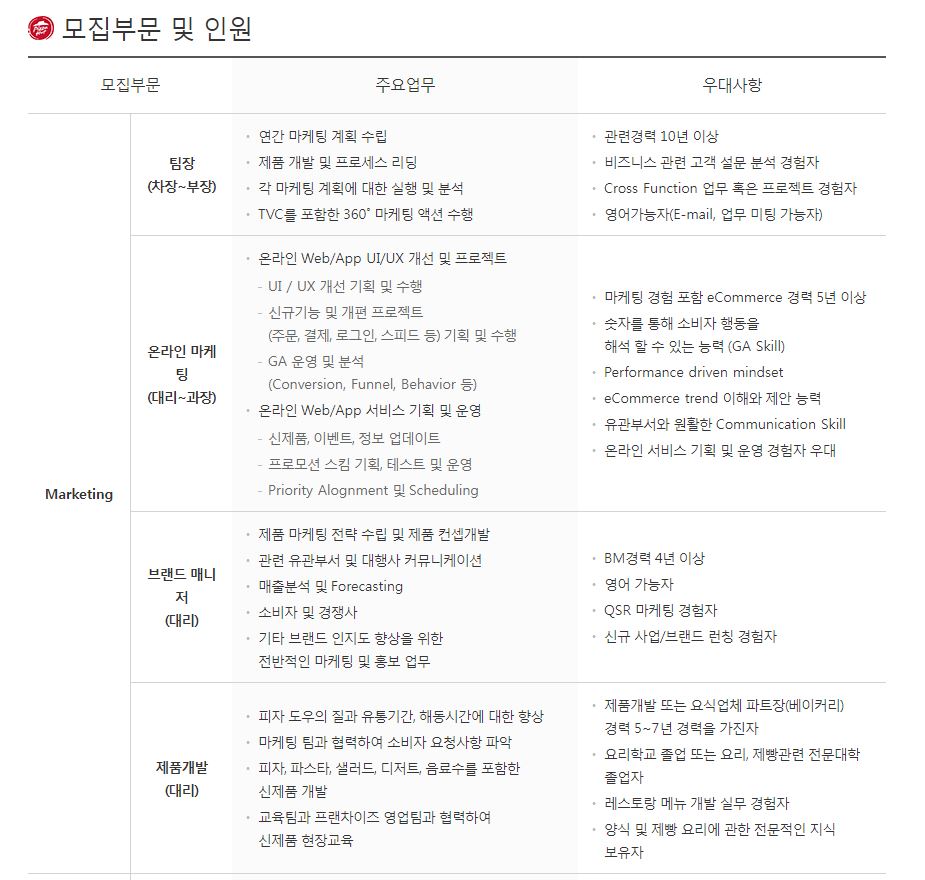 모집부문 및 인원
모집부문
주요업무
우대사항
Marketing
팀장
(차장~부장)
연간 마케팅 계획 수립
제품 개발 및 프로세스 리딩
각 마케팅 계획에 대한 실행 및 분석
TVC를 포함한 360˚ 마케팅 액션 수행
관련경력 10년 이상
비즈니스 관련 고객 설문 분석 경험자
Cross Function 업무 혹은 프로젝트 경험자
영어가능자(E-mail, 업무 미팅 가능자)
온라인 마케
팅
(대리~과장)
온라인 Web/App UI/UX 개선 및 프로젝트
- UI / UX 개선 기획 및 수행
- 신규기능 및 개편 프로젝트
(주문, 결제, 로그인, 스피드 등) 기획 및 수행
- GA 운영 및 분석
(Conversion, Funnel, Behavior 등)
온라인 Web/App 서비스 기획 및 운영
- 신제품, 이벤트, 정보 업데이트
- 프로모션 스킴 기획, 테스트 및 운영
- Priority Alognment 및 Scheduling
마케팅 경험 포함 eCommerce 경력 5년 이상
숫자를 통해 소비자 행동을
해석 할 수 있는 능력 (GA Skill)
Performance driven mindset
eCommerce trend 이해와 제안 능력
유관부서와 원활한 Communication Skill
온라인 서비스 기획 및 운영 경험자 우대
브랜드 매니
저
(대리)
제품 마케팅 전략 수립 및 제품 컨셉개발
관련 유관부서 및 대행사 커뮤니케이션
매출분석 및 Forecasting
소비자 및 경쟁사
기타 브랜드 인지도 향상을 위한
전반적인 마케팅 및 홍보 업무
BM경력 4년 이상
영어 가능자
QSR 마케팅 경험자
신규 사업/브랜드 런칭 경험자
제품개발
(대리)
피자 도우의 질과 유통기간, 해동시간에 대한 향상
마케팅 팀과 협력하여 소비자 요청사항 파악
피자, 파스타, 샐러드, 디저트, 음료수를 포함한
신제품 개발
교육팀과 프랜차이즈 영업팀과 협력하여
신제품 현장교육
제품개발 또는 요식업체 파트장(베이커리)
경력 5~7년 경력을 가진자
요리학교 졸업 또는 요리, 제빵관련 전문대학
졸업자
레스토랑 메뉴 개발 실무 경험자
양식 및 제빵 요리에 관한 전문적인 지식
보유자